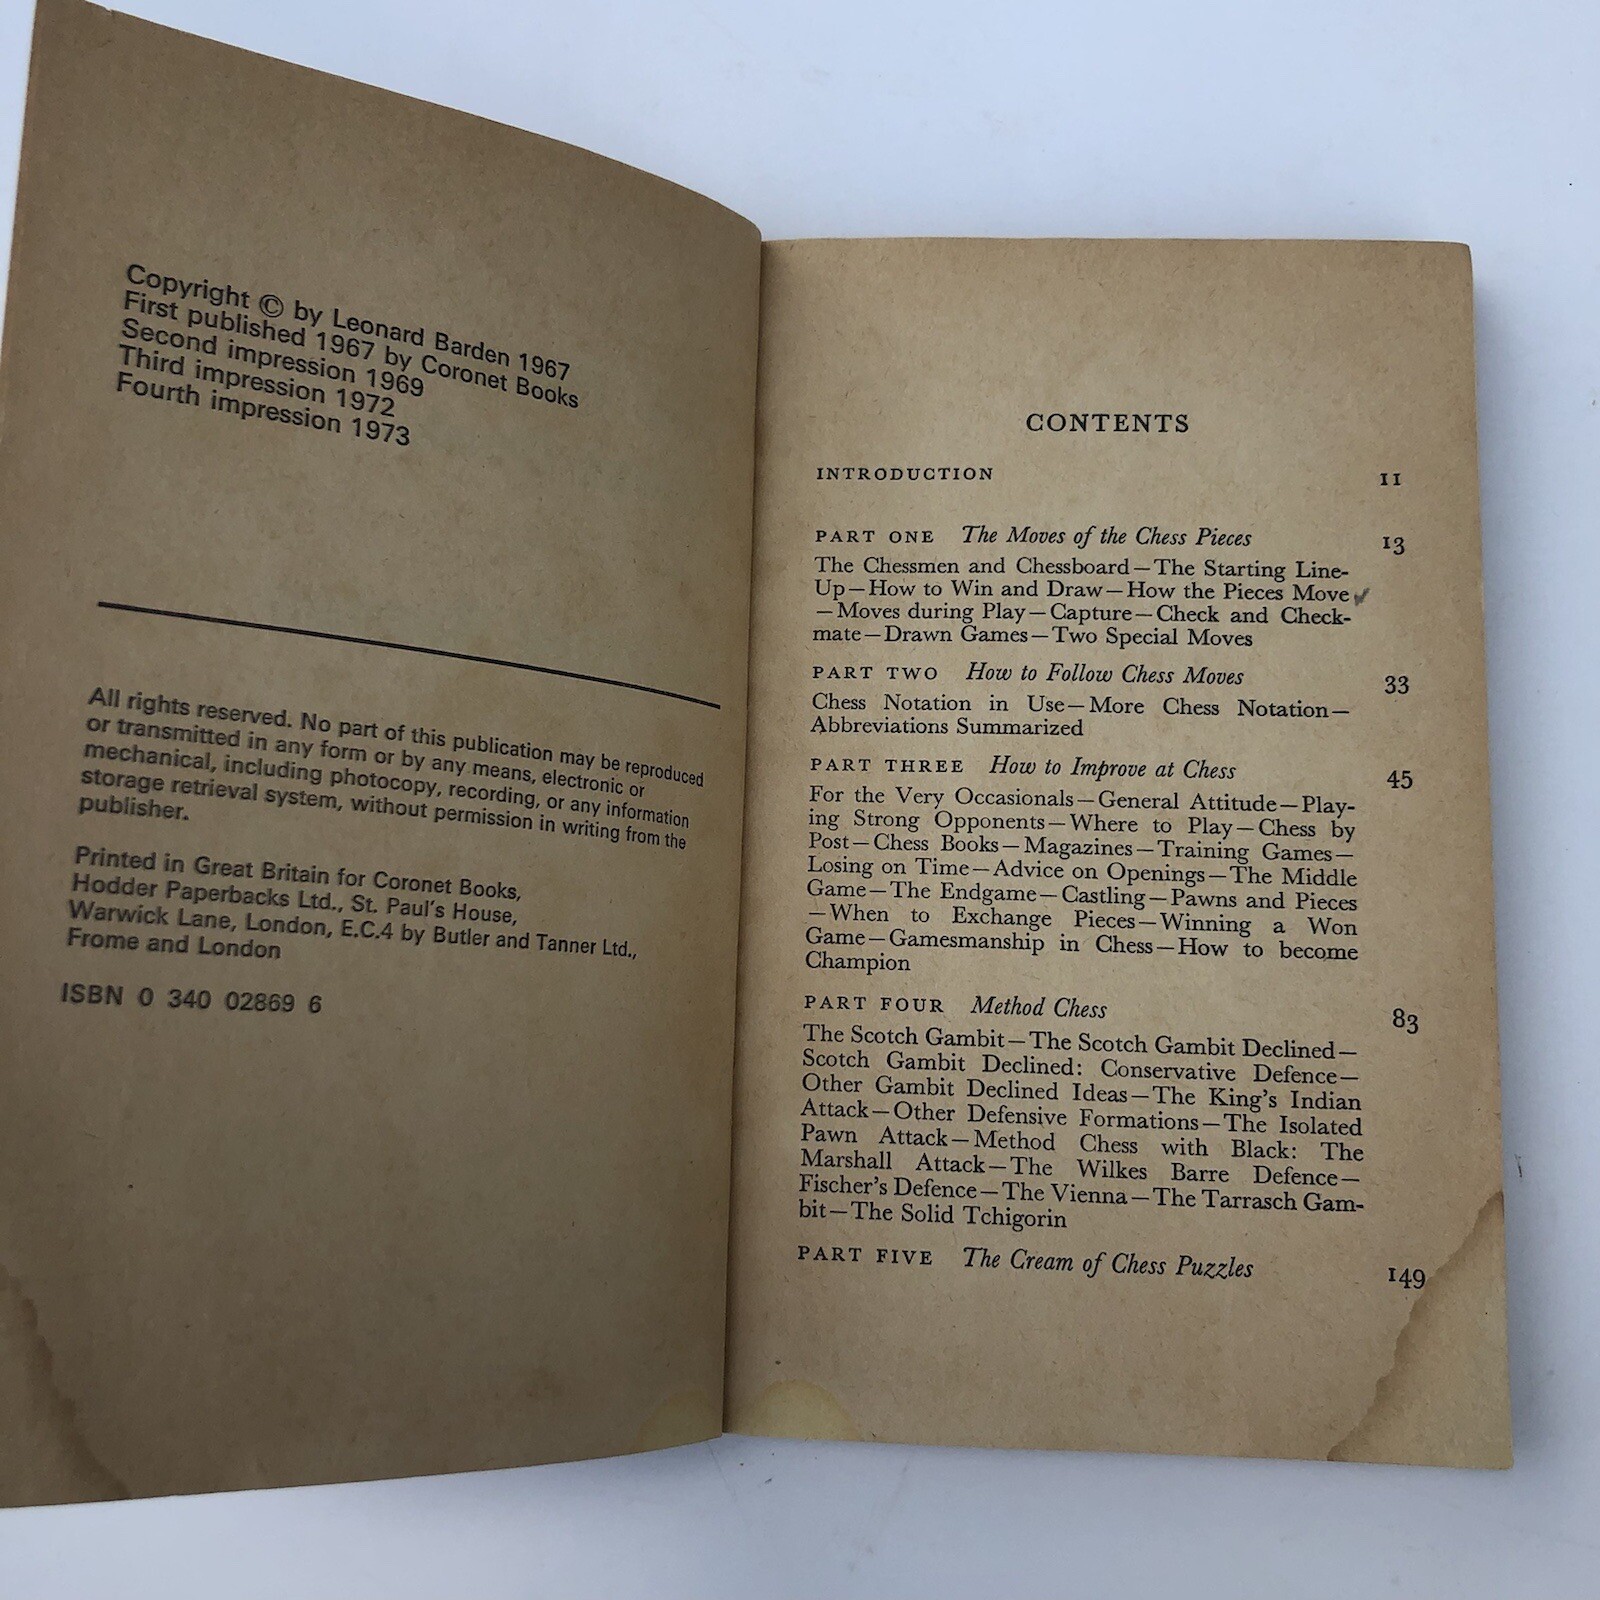 Copyright © by Leonard Barden 1967
First published 1967 by Coronet Books
Second impression 1969
Third impression 1972
Fourth impression 1973
All rights reserved. No part of this publication may be reproduced
or transmitted in any form or by any means, electronic or
mechanical, including photocopy, recording, or any information
storage retrieval system, without permission in writing from the
publisher.
Printed in Great Britain for Coronet Books,
Hodder Paperbacks Ltd., St. Paul's House,
Warwick Lane, London, E.C.4 by Butler and Tanner Ltd.,
Frome and London
ISBN 0 340 02869 6
CONTENTS
INTRODUCTION 11
PART ONE The Moves of the Chess Pieces 13
The Chessmen and Chessboard—The Starting Line-
Up—How to Win and Draw—How the Pieces Move
—Moves during Play—Capture—Check and Check-
mate—Drawn Games—Two Special Moves
PART TWO How to Follow Chess Moves 33
Chess Notation in Use—More Chess Notation—
Abbreviations Summarized
PART THREE How to Improve at Chess 45
For the Very Occasionals—General Attitude—Play-
ing Strong Opponents—Where to Play—Chess by
Post—Chess Books—Magazines—Training Games—
Losing on Time—Advice on Openings—The Middle
Game—The Endgame—Castling—Pawns and Pieces
—When to Exchange Pieces—Winning a Won
Game—Gamesmanship in Chess—How to become
Champion
PART FOUR Method Chess 83
The Scotch Gambit—The Scotch Gambit Declined—
Scotch Gambit Declined: Conservative Defence—
Other Gambit Declined Ideas—The King's Indian
Attack—Other Defensive Formations—The Isolated
Pawn Attack—Method Chess with Black: The
Marshall Attack—The Wilkes Barre Defence—
Fischer's Defence—The Vienna—The Tarrasch Gam-
bit—The Solid Tchigorin
PART FIVE The Cream of Chess Puzzles 149